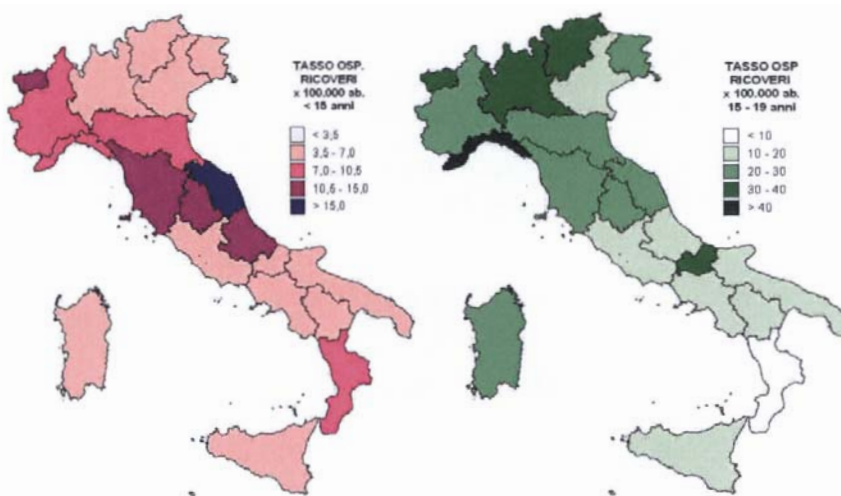 TASSO OSP.
RICOVERI
x 100.000 ab.
< 15 anni
< 3,5
3,5 - 7,0
7,0 - 10,5
10,5 - 15,0
> 15,0
TASSO OSP
RICOVERI
x 100.000 ab.
15 - 19 anni
< 10
10 - 20
20 - 30
30 - 40
> 40